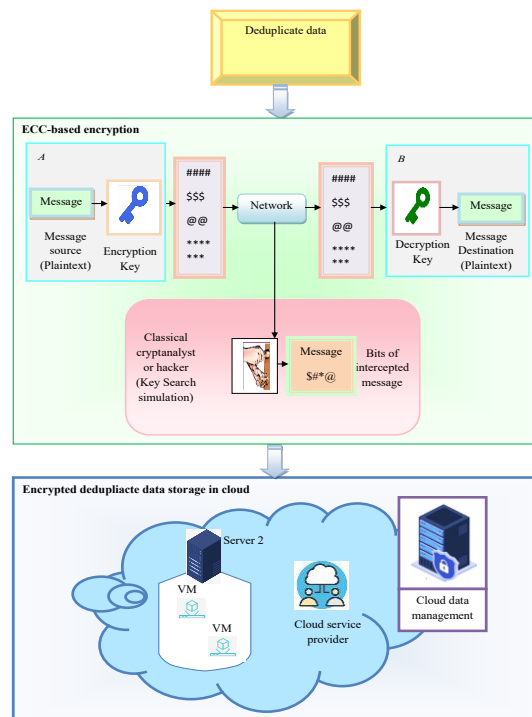 Deduplicate data
ECC-based encryption
A
Message
Message
source
(Plaintext)
Encryption
Key
####
$$$
@@
****
***
Network
####
$$$
@@
****
***
B
Message
Decryption
Key
Message
Destination
(Plaintext)
Classical
cryptanalyst
or hacker
(Key Search
simulation)
Message
$#*@
Bits of
intercepted
message
Encrypted dedupliacte data storage in cloud
Server 2
VM
VM
Cloud service
provider
Cloud data
management